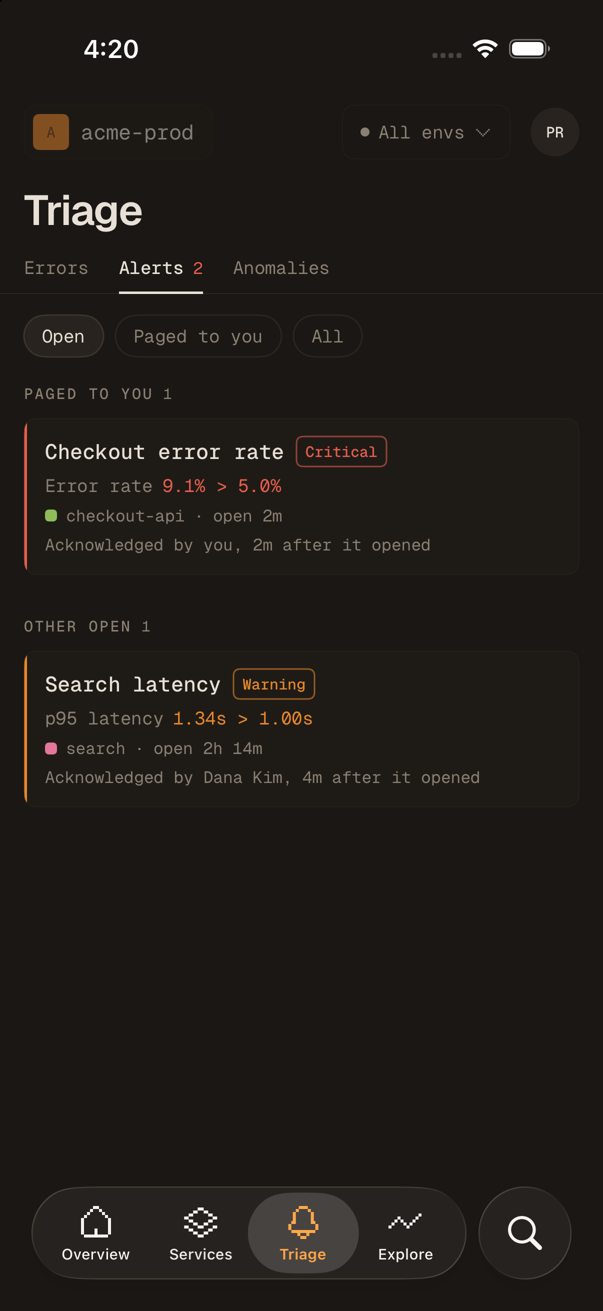 4:20
A acme-prod
All envs
PR
Triage
Errors Alerts 2 Anomalies
Open Paged to you All
PAGED TO YOU 1
Checkout error rate Critical
Error rate 9.1% > 5.0%
checkout-api · open 2m
Acknowledged by you, 2m after it opened
OTHER OPEN 1
Search latency Warning
p95 latency 1.34s > 1.00s
search · open 2h 14m
Acknowledged by Dana Kim, 4m after it opened
Overview Services Triage Explore